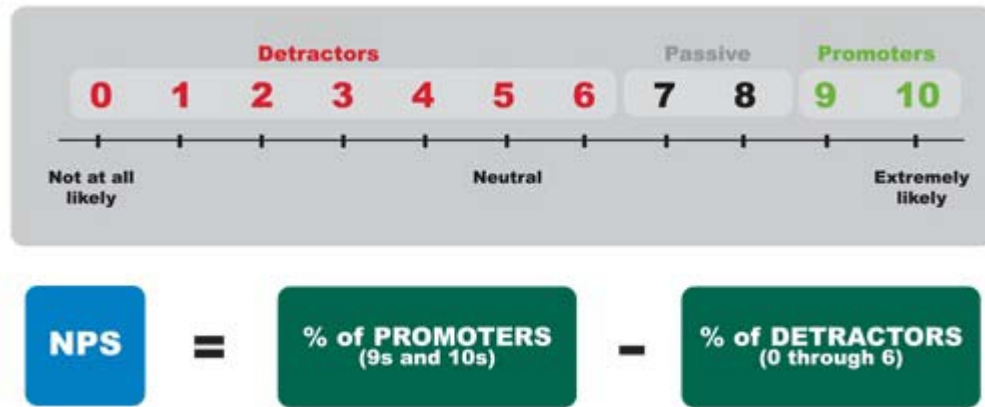 Detractors Passive Promoters
0 1 2 3 4 5 6 7 8 9 10
Not at all likely
Neutral
Extremely likely
NPS = % of PROMOTERS (9s and 10s) - % of DETRACTORS (0 through 6)